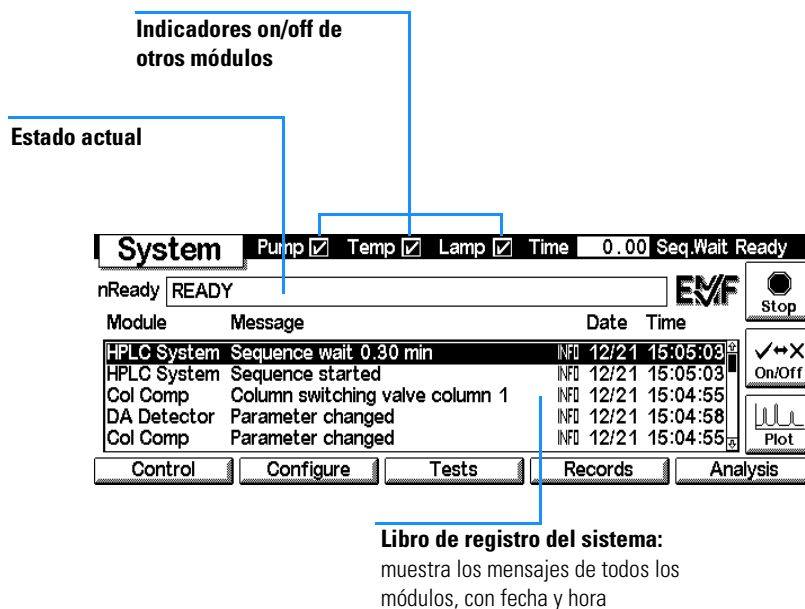 Indicadores on/off de
otros módulos
Estado actual
System Pump Temp Lamp Time 0.00 Seq.Wait Ready
nReady READY EMF Stop
Module Message Date Time
HPLC System Sequence wait 0.30 min INFO 12/21 15:05:03
HPLC System Sequence started INFO 12/21 15:05:03
On/Off
Col Comp Column switching valve column 1 INFO 12/21 15:04:55
DA Detector Parameter changed INFO 12/21 15:04:58
Col Comp Parameter changed INFO 12/21 15:04:55
Plot
Control Configure Tests Records Analysis
Libro de registro del sistema:
muestra los mensajes de todos los
módulos, con fecha y hora